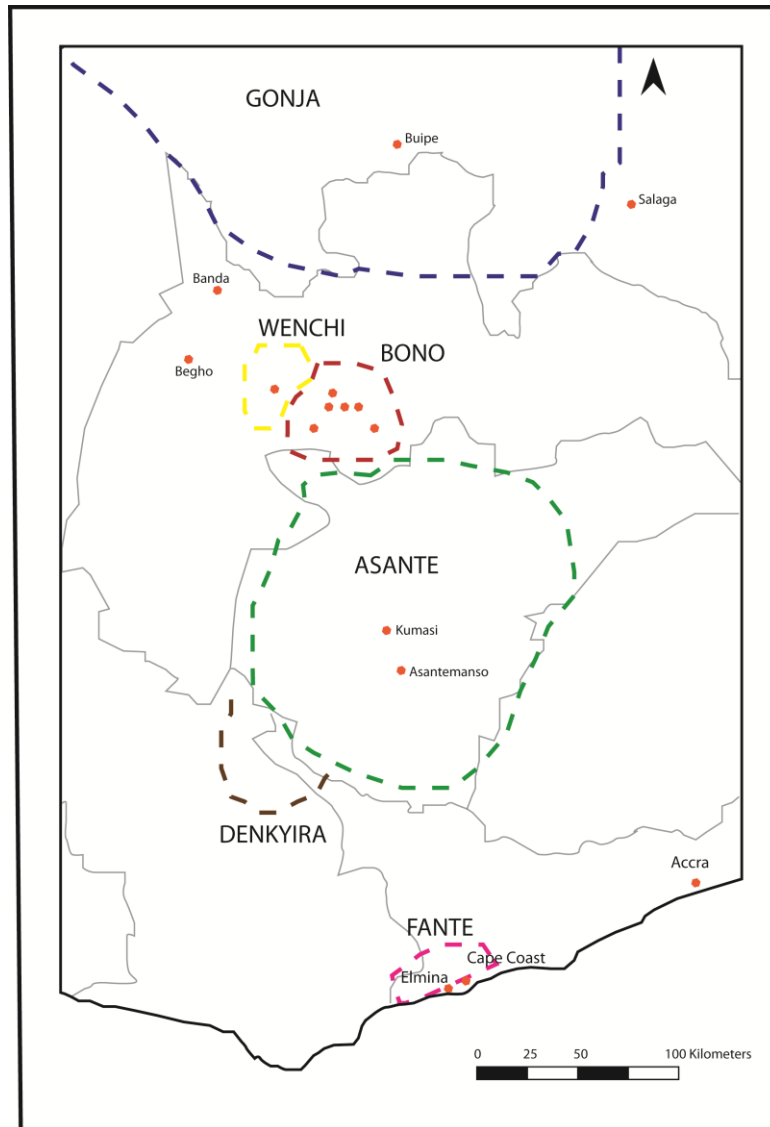 GONJA
Buipe
Salaga
Banda
WENCHI
BONO
Begho
ASANTE
Kumasi
Asantemanso
DENKYIRA
Accra
FANTE
Cape Coast
Elmina
0 25 50 100 Kilometers